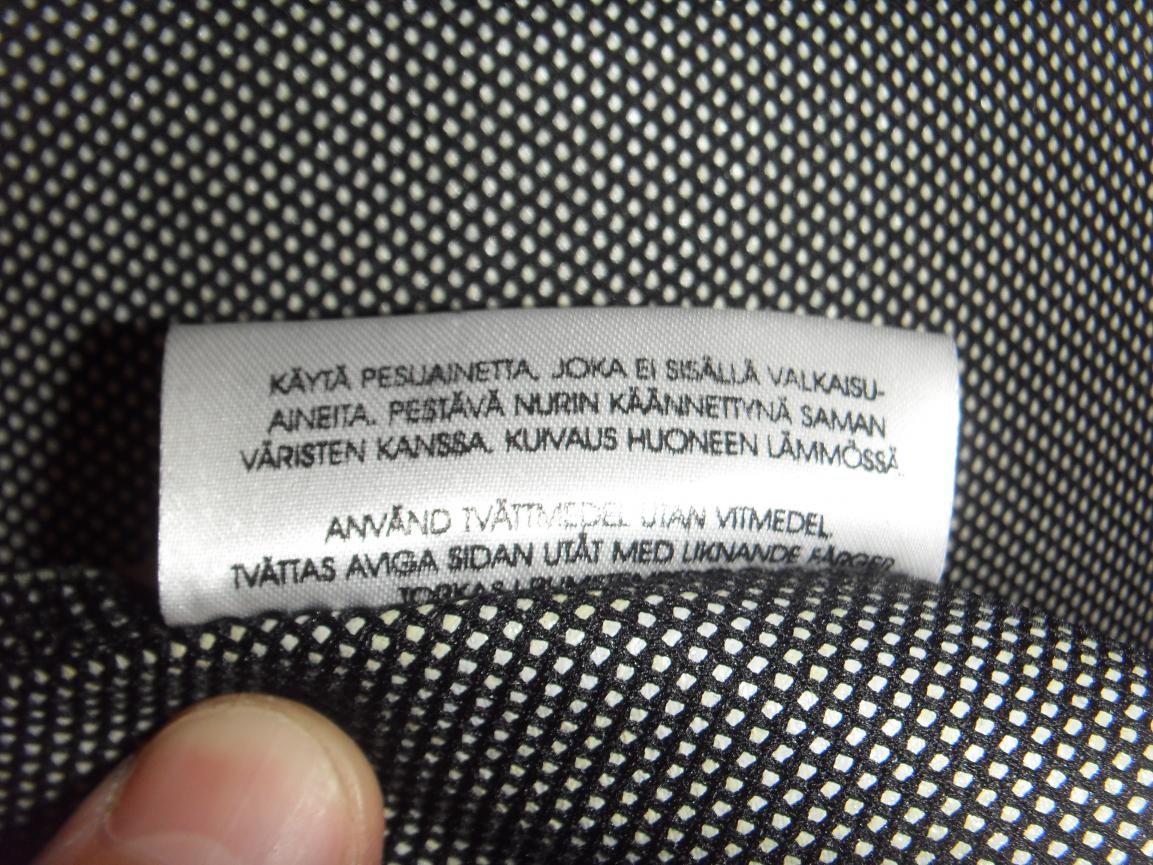 KÄYTÄ PESUAINETTA, JOKA EI SISÄLLÄ VALKAISU-
AINEITA. PESTÄVÄ NURIN KÄÄNNETTYNÄ SAMAN
VÄRISTEN KANSSA. KUIVAUS HUONEEN LÄMMÖSSÄ
ANVÄND TVÄTTMEDEL UTAN VITMEDEL.
TVÄTTAS AVIGA SIDAN UTÅT MED LIKNANDE FÄRGER
TORKAS I